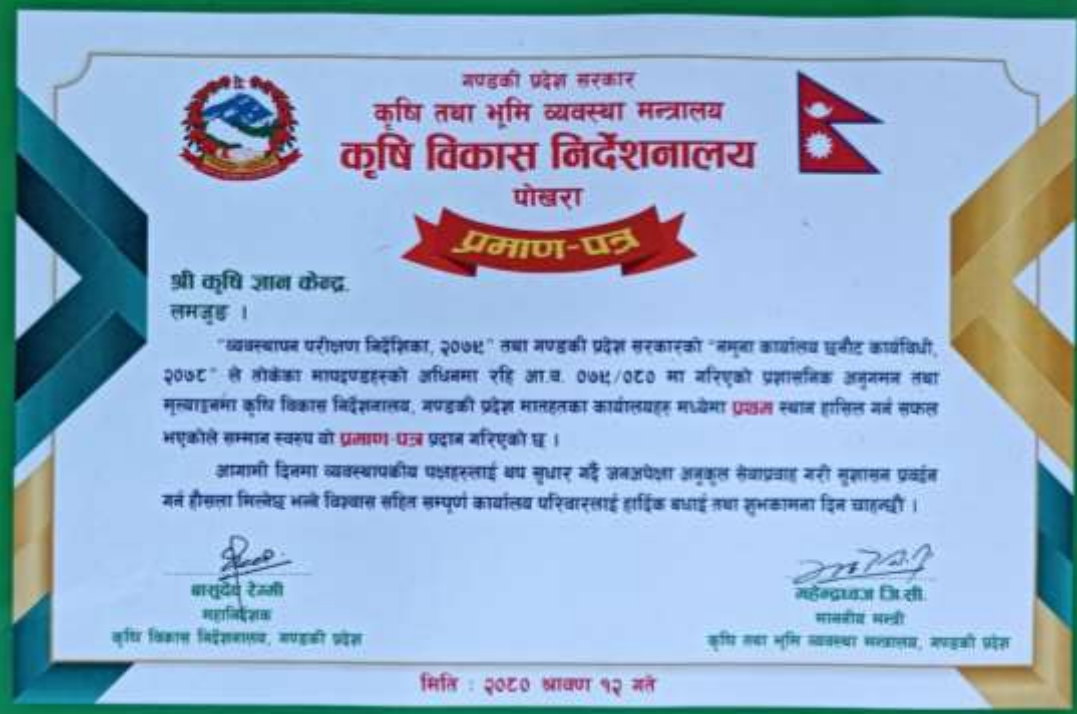 गण्डकी प्रदेश सरकार
कृषि तथा भूमि व्यवस्था मन्त्रालय
कृषि विकास निर्देशनालय
पोखरा
प्रमाण-पत्र
श्री कृषि ज्ञान केन्द्र,
लमजुङ ।
"व्यवस्थापन परीक्षण निर्देशिका, २०७५" तथा गण्डकी प्रदेश सरकारको "नमूना कार्यालय छनौट कार्यविधी,
२०७८" ले तोकेका मापदण्डहरुको अधिनमा रहि आ.व. ०७९/०८० मा गरिएको प्रशासनिक अनुगमन तथा
मूल्याङ्कनमा कृषि विकास निर्देशनालय, गण्डकी प्रदेश मातहतका कार्यालयहरु मध्येमा प्रथम स्थान हासिल गर्न सफल
भएकोले सम्मान स्वरुप यो प्रमाण-पत्र प्रदान गरिएको छ ।
आगामी दिनमा व्यवस्थापकीय पक्षहरुलाई थप सुधार गर्दै जनअपेक्षा अनुकूल सेवाप्रवाह गरी सुशासन प्रवर्द्धन
गर्न हौसला मिल्नेछ भन्ने विश्वास सहित सम्पूर्ण कार्यालय परिवारलाई हार्दिक बधाई तथा शुभकामना दिन चाहन्छौं ।
बासुदेव रेग्मी
महानिर्देशक
कृषि विकास निर्देशनालय, गण्डकी प्रदेश
महेन्द्रध्वज जि.सी.
माननीय मन्त्री
कृषि तथा भूमि व्यवस्था मन्त्रालय, गण्डकी प्रदेश
मिति : २०८० श्रावण १२ गते